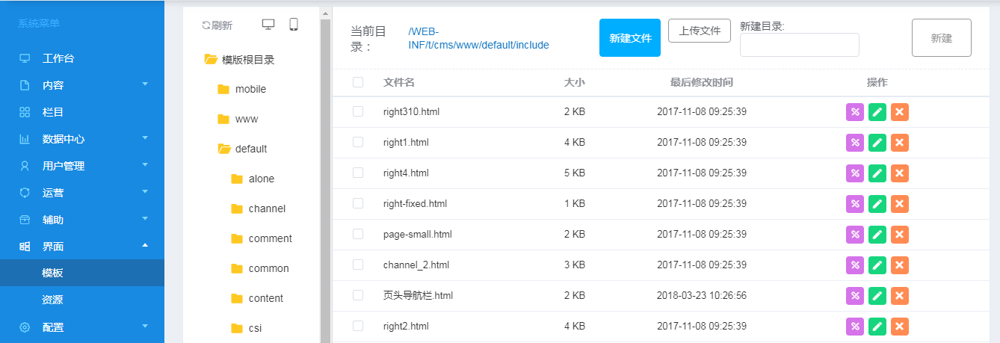 系统菜单
工作台
内容
栏目
数据中心
用户管理
运营
辅助
界面
模板
资源
配置
刷新
模版根目录
mobile
www
default
alone
channel
comment
common
content
csi
当前目
录：
/WEB-
INF/t/cms/www/default/include
新建文件
上传文件
新建目录:
新建
文件名 大小 最后修改时间 操作
right310.html 2 KB 2017-11-08 09:25:39
right1.html 4 KB 2017-11-08 09:25:39
right4.html 5 KB 2017-11-08 09:25:39
right-fixed.html 1 KB 2017-11-08 09:25:39
page-small.html 2 KB 2017-11-08 09:25:39
channel_2.html 3 KB 2017-11-08 09:25:39
页头导航栏.html 2 KB 2018-03-23 10:26:56
right2.html 4 KB 2017-11-08 09:25:39